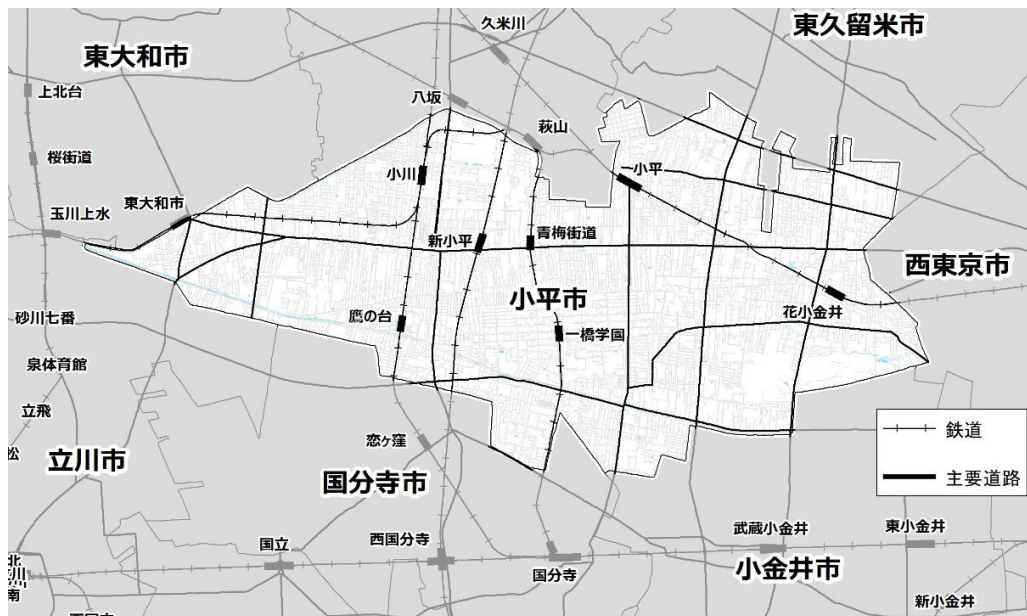 久米川
東久留米市
東大和市
上北台
八坂
萩山
桜街道
小川
小平
東大和市
玉川上水
新小平
青梅街道
西東京市
小平市
花小金井
砂川七番
鷹の台
一橋学園
泉体育館
立飛
恋ヶ窪
鉄道
松
立川市
国分寺市
主要道路
武蔵小金井
東小金井
国立
西国分寺
北
国分寺
小金井市
川
南
新小金井